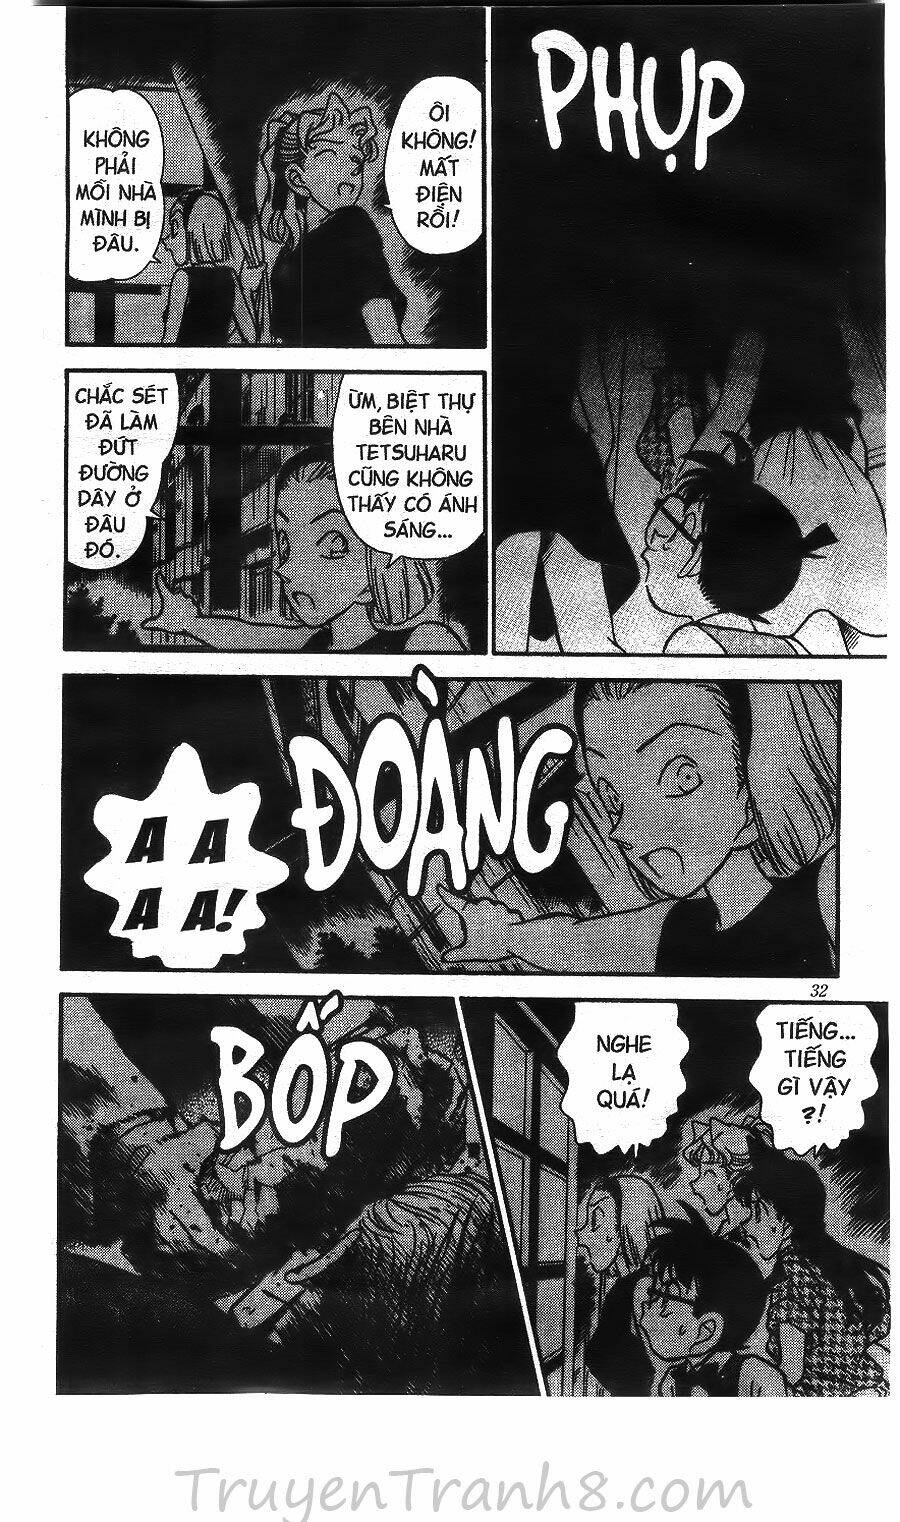 PHỤP
ÔI
KHÔNG!
MẤT
ĐIỆN
RỒI!
KHÔNG
PHẢI
MỖI NHÀ
MÌNH BỊ
ĐÂU.
ỪM, BIỆT THỰ
BÊN NHÀ
TETSUHARU
CŨNG KHÔNG
THẤY CÓ ÁNH
SÁNG...
CHẮC SÉT
ĐÃ LÀM
ĐỨT
ĐƯỜNG
DÂY Ở
ĐÂU
ĐÓ.
ĐOÀNG
A A
A A!
32
TIẾNG...
TIẾNG
GÌ VẬY
?!
NGHE
LẠ
QUÁ!
BỐP
TruyenTranh8.com